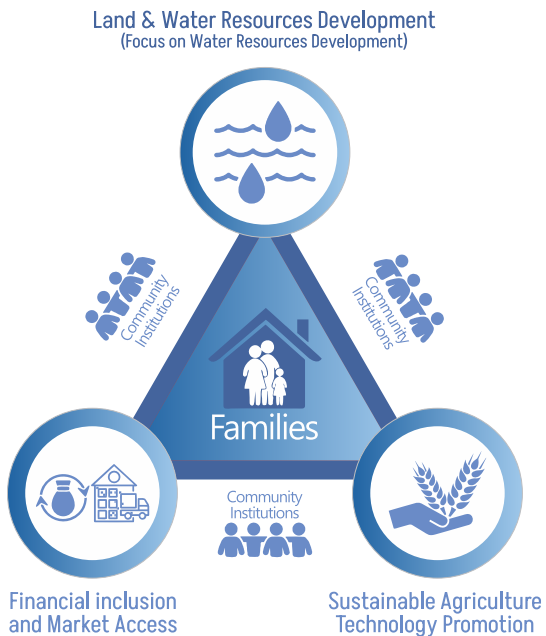 Land & Water Resources Development
(Focus on Water Resources Development)
Community
Institutions
Community
Institutions
Families
Community
Institutions
Financial inclusion
and Market Access
Sustainable Agriculture
Technology Promotion